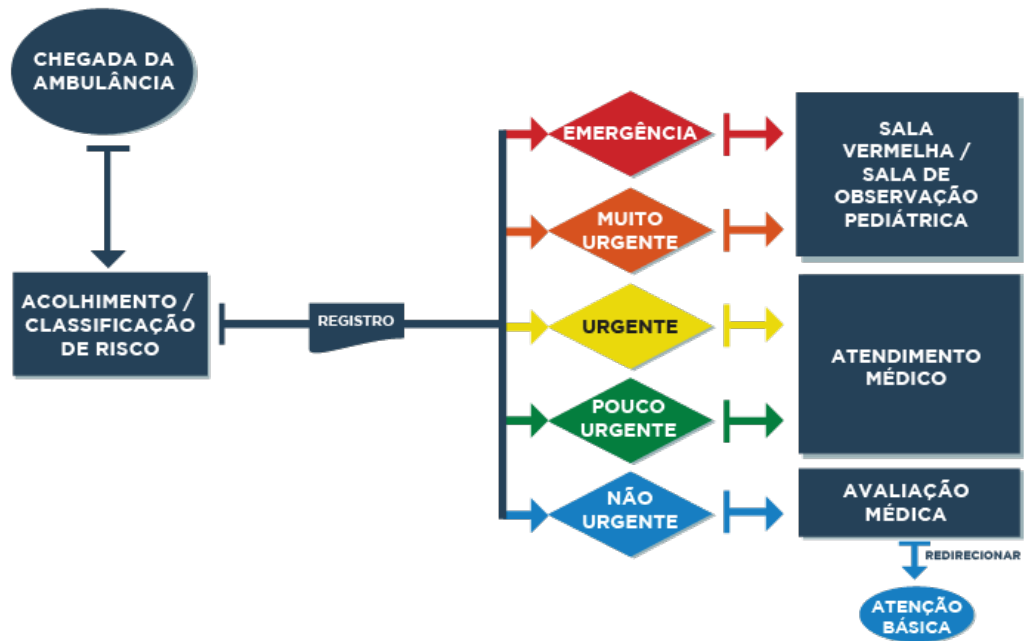 CHEGADA DA
AMBULÂNCIA
ACOLHIMENTO /
CLASSIFICAÇÃO
DE RISCO
REGISTRO
EMERGÊNCIA
MUITO
URGENTE
URGENTE
POUCO
URGENTE
NÃO
URGENTE
SALA
VERMELHA /
SALA DE
OBSERVAÇÃO
PEDIÁTRICA
ATENDIMENTO
MÉDICO
AVALIAÇÃO
MÉDICA
REDIRECIONAR
ATENÇÃO
BÁSICA